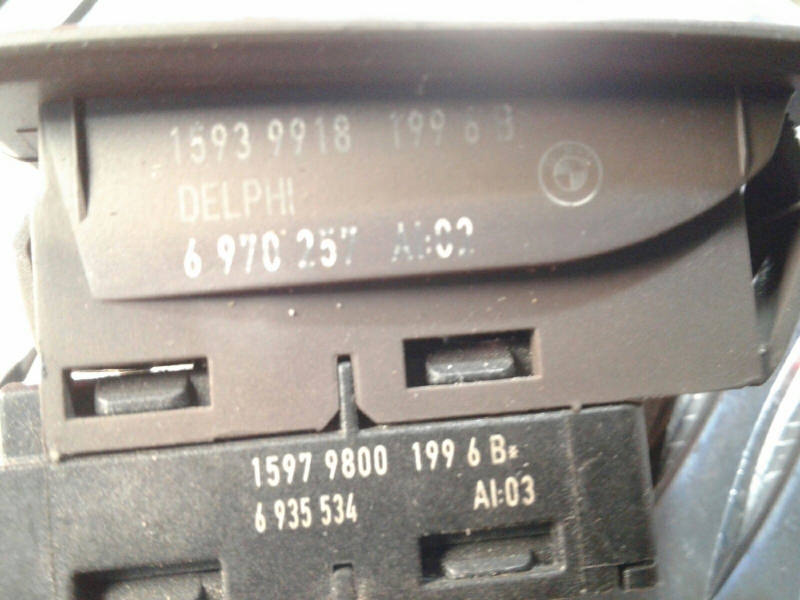 1593 9918 199 6 B
DELPHI
6 970 257 AI:02
1597 9800 199 6 B*
6 935 534 AI:03